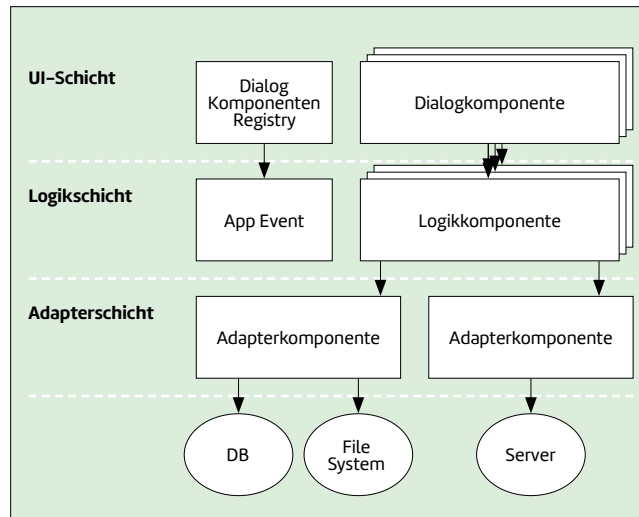 UI-Schicht
Dialog
Komponenten
Registry
Dialogkomponente
Logikschicht
App Event
Logikkomponente
Adapterschicht
Adapterkomponente
Adapterkomponente
DB
File
System
Server